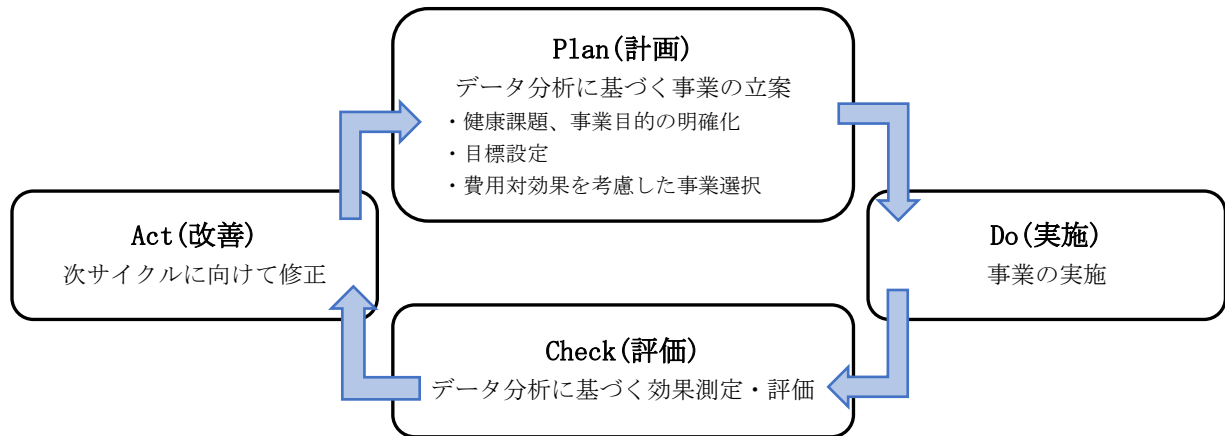 Plan(計画)
データ分析に基づく事業の立案
・健康課題、事業目的の明確化
・目標設定
・費用対効果を考慮した事業選択
Act(改善)
次サイクルに向けて修正
Do(実施)
事業の実施
Check(評価)
データ分析に基づく効果測定・評価